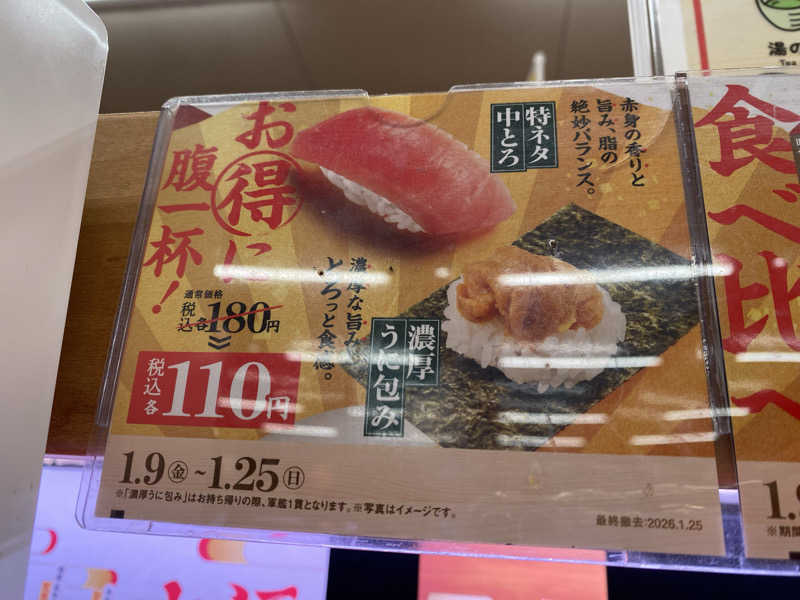 お得に
腹一杯！
通常価格
税込各180円
税込各110円
特ネタ
中とろ
赤身の香りと
旨み、脂の
絶妙バランス。
濃厚な旨み、
とろっと食感。
濃厚
うに包み
1.9㊎~1.25㊐
※「濃厚うに包み」はお持ち帰りの際、軍艦1貫となります。※写真はイメージです。
最終撤去:2026.1.25
食べ比べ
湯の
Tea